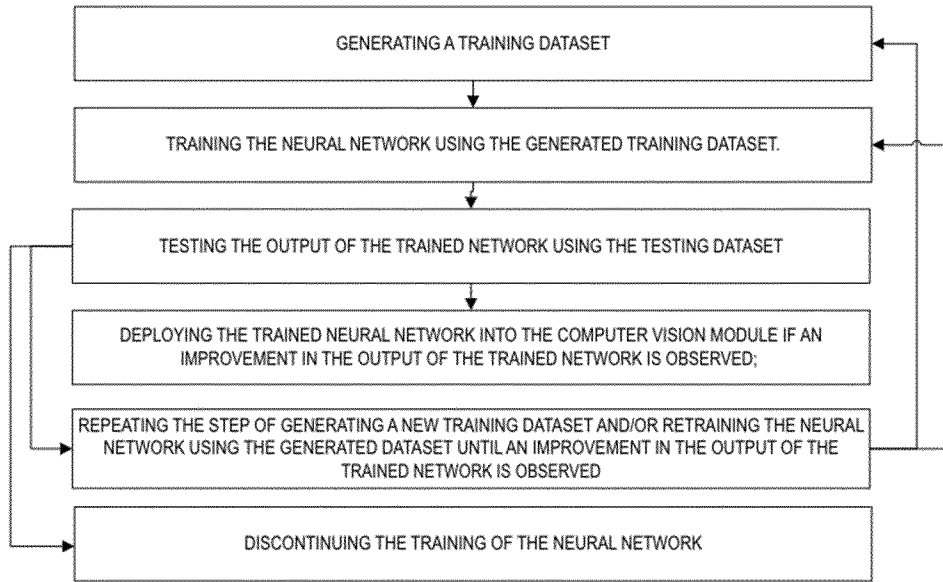 GENERATING A TRAINING DATASET
TRAINING THE NEURAL NETWORK USING THE GENERATED TRAINING DATASET.
TESTING THE OUTPUT OF THE TRAINED NETWORK USING THE TESTING DATASET
DEPLOYING THE TRAINED NEURAL NETWORK INTO THE COMPUTER VISION MODULE IF AN
IMPROVEMENT IN THE OUTPUT OF THE TRAINED NETWORK IS OBSERVED;
REPEATING THE STEP OF GENERATING A NEW TRAINING DATASET AND/OR RETRAINING THE NEURAL
NETWORK USING THE GENERATED DATASET UNTIL AN IMPROVEMENT IN THE OUTPUT OF THE
TRAINED NETWORK IS OBSERVED
DISCONTINUING THE TRAINING OF THE NEURAL NETWORK